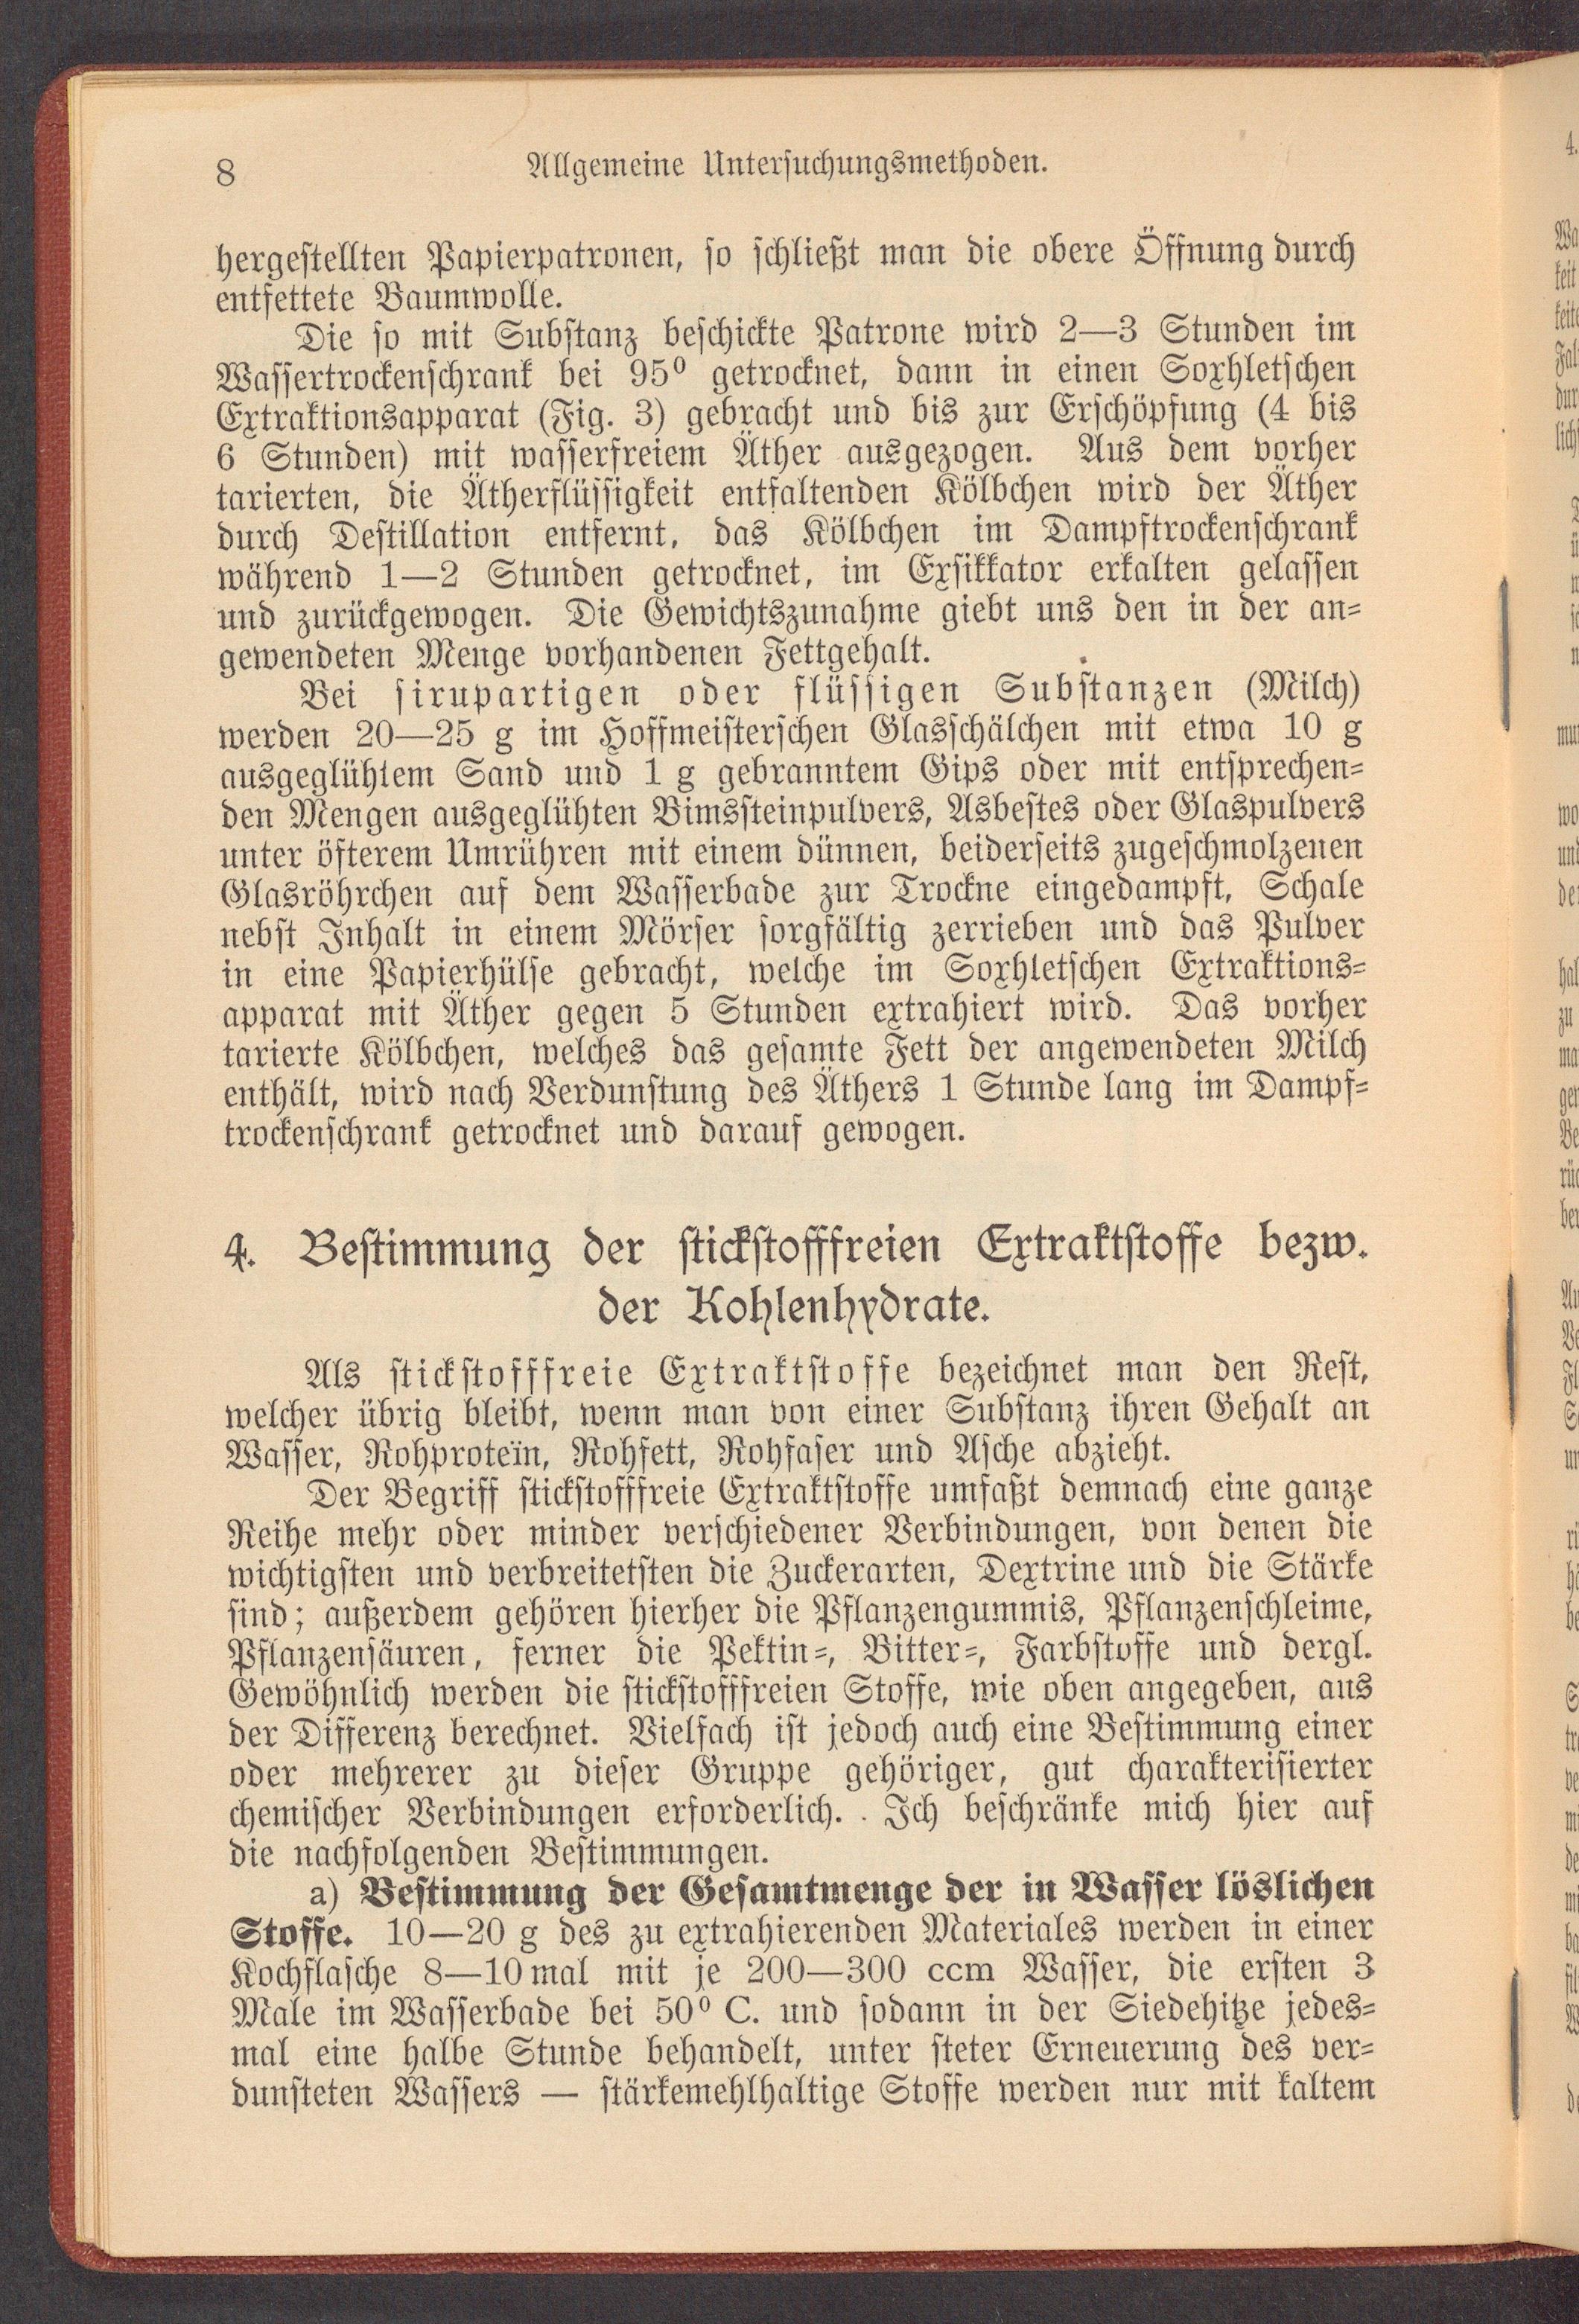 8
Allgemeine Untersuchungsmethoden.
hergestellten Papierpatronen, so schließt man die obere Öffnung durch
entfettete Baumwolle.
Die so mit Substanz beschickte Patrone wird 2—3 Stunden im
Wassertrockenschrank bei 95⁰ getrocknet, dann in einen Soxhletschen
Extraktionsapparat (Fig. 3) gebracht und bis zur Erschöpfung (4 bis
6 Stunden) mit wasserfreiem Äther ausgezogen. Aus dem vorher
tarierten, die Ätherflüssigkeit entfaltenden Kölbchen wird der Äther
durch Destillation entfernt, das Kölbchen im Dampftrockenschrank
während 1—2 Stunden getrocknet, im Exsikkator erkalten gelassen
und zurückgewogen. Die Gewichtszunahme giebt uns den in der an-
gewendeten Menge vorhandenen Fettgehalt.
Bei sirupartigen oder flüssigen Substanzen (Milch)
werden 20—25 g im Hoffmeisterschen Glasschälchen mit etwa 10 g
ausgeglühtem Sand und 1 g gebranntem Gips oder mit entsprechen-
den Mengen ausgeglühten Bimssteinpulvers, Asbestes oder Glaspulvers
unter öfterem Umrühren mit einem dünnen, beiderseits zugeschmolzenen
Glasröhrchen auf dem Wasserbade zur Trockne eingedampft, Schale
nebst Inhalt in einem Mörser sorgfältig zerrieben und das Pulver
in eine Papierhülse gebracht, welche im Soxhletschen Extraktions-
apparat mit Äther gegen 5 Stunden extrahiert wird. Das vorher
tarierte Kölbchen, welches das gesamte Fett der angewendeten Milch
enthält, wird nach Verdunstung des Äthers 1 Stunde lang im Dampf-
trockenschrank getrocknet und darauf gewogen.
4. Bestimmung der stickstofffreien Extraktstoffe bezw.
der Kohlenhydrate.
Als stickstofffreie Extraktstoffe bezeichnet man den Rest,
welcher übrig bleibt, wenn man von einer Substanz ihren Gehalt an
Wasser, Rohproteïn, Rohfett, Rohfaser und Asche abzieht.
Der Begriff stickstofffreie Extraktstoffe umfaßt demnach eine ganze
Reihe mehr oder minder verschiedener Verbindungen, von denen die
wichtigsten und verbreitetsten die Zuckerarten, Dextrine und die Stärke
sind; außerdem gehören hierher die Pflanzengummis, Pflanzenschleime,
Pflanzensäuren, ferner die Pektin-, Bitter-, Farbstoffe und dergl.
Gewöhnlich werden die stickstofffreien Stoffe, wie oben angegeben, aus
der Differenz berechnet. Vielfach ist jedoch auch eine Bestimmung einer
oder mehrerer zu dieser Gruppe gehöriger, gut charakterisierter
chemischer Verbindungen erforderlich. Ich beschränke mich hier auf
die nachfolgenden Bestimmungen.
a) Bestimmung der Gesamtmenge der in Wasser löslichen
Stoffe. 10—20 g des zu extrahierenden Materiales werden in einer
Kochflasche 8—10mal mit je 200—300 ccm Wasser, die ersten 3
Male im Wasserbade bei 50⁰ C. und sodann in der Siedehitze jedes-
mal eine halbe Stunde behandelt, unter steter Erneuerung des ver-
dunsteten Wassers — stärkemehlhaltige Stoffe werden nur mit kaltem